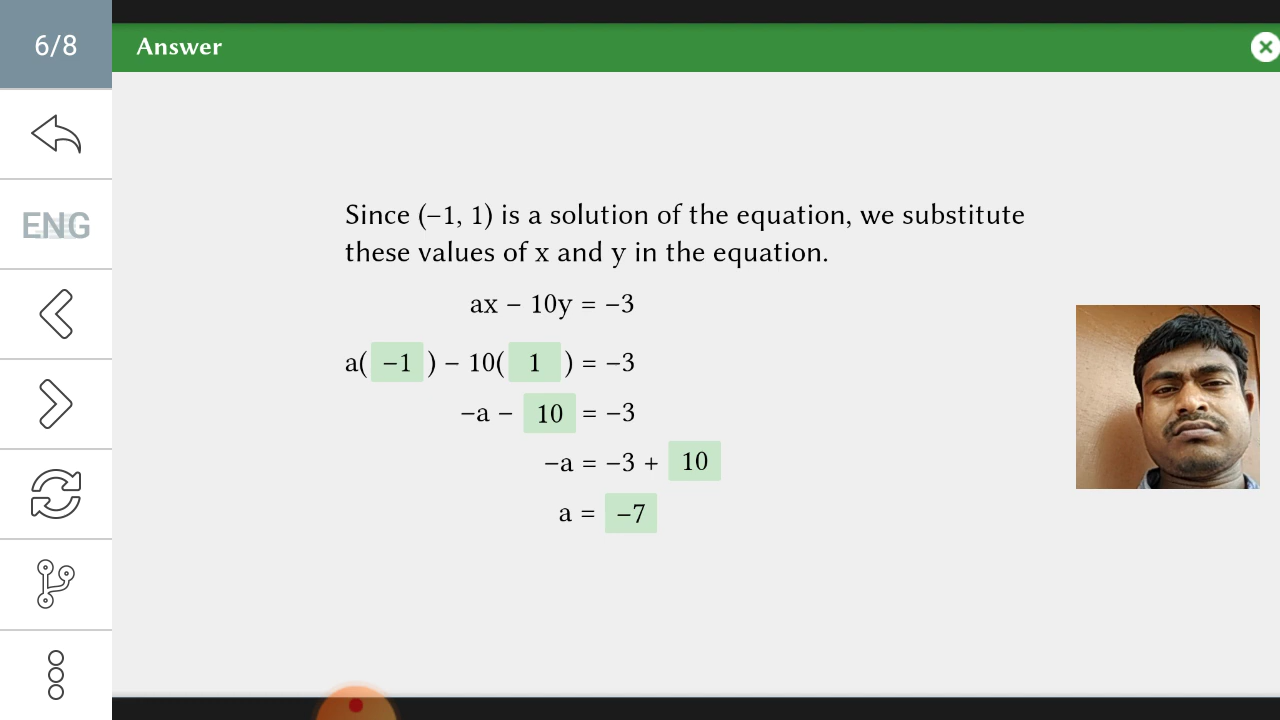 6/8
Answer
ENG
Since (−1, 1) is a solution of the equation, we substitute
these values of x and y in the equation.
ax − 10y = −3
a( −1 ) − 10( 1 ) = −3
−a − 10 = −3
−a = −3 + 10
a = −7